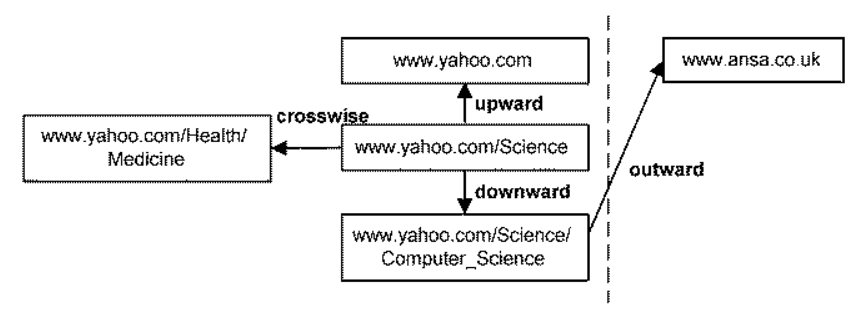 www.yahoo.com
www.ansa.co.uk
upward
crosswise
www.yahoo.com/Health/
Medicine
www.yahoo.com/Science
downward
outward
www.yahoo.com/Science/
Computer_Science